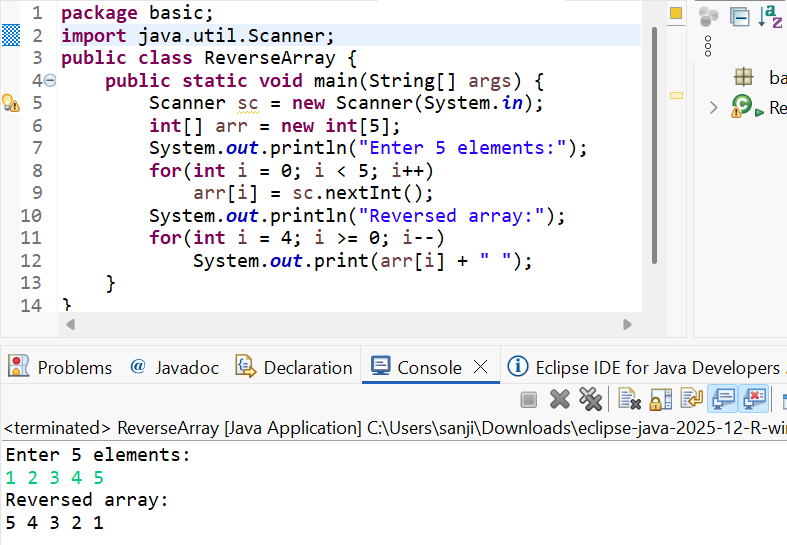 1 package basic;
2 import java.util.Scanner;
3 public class ReverseArray {
4 public static void main(String[] args) {
5 Scanner sc = new Scanner(System.in);
6 int[] arr = new int[5];
7 System.out.println("Enter 5 elements:");
8 for(int i = 0; i < 5; i++)
9 arr[i] = sc.nextInt();
10 System.out.println("Reversed array:");
11 for(int i = 4; i >= 0; i--)
12 System.out.print(arr[i] + " ");
13 }
14 }
a
z
ba
Re
Problems @ Javadoc Declaration Console Eclipse IDE for Java Developers
<terminated> ReverseArray [Java Application] C:\Users\sanji\Downloads\eclipse-java-2025-12-R-wi
Enter 5 elements:
1 2 3 4 5
Reversed array:
5 4 3 2 1